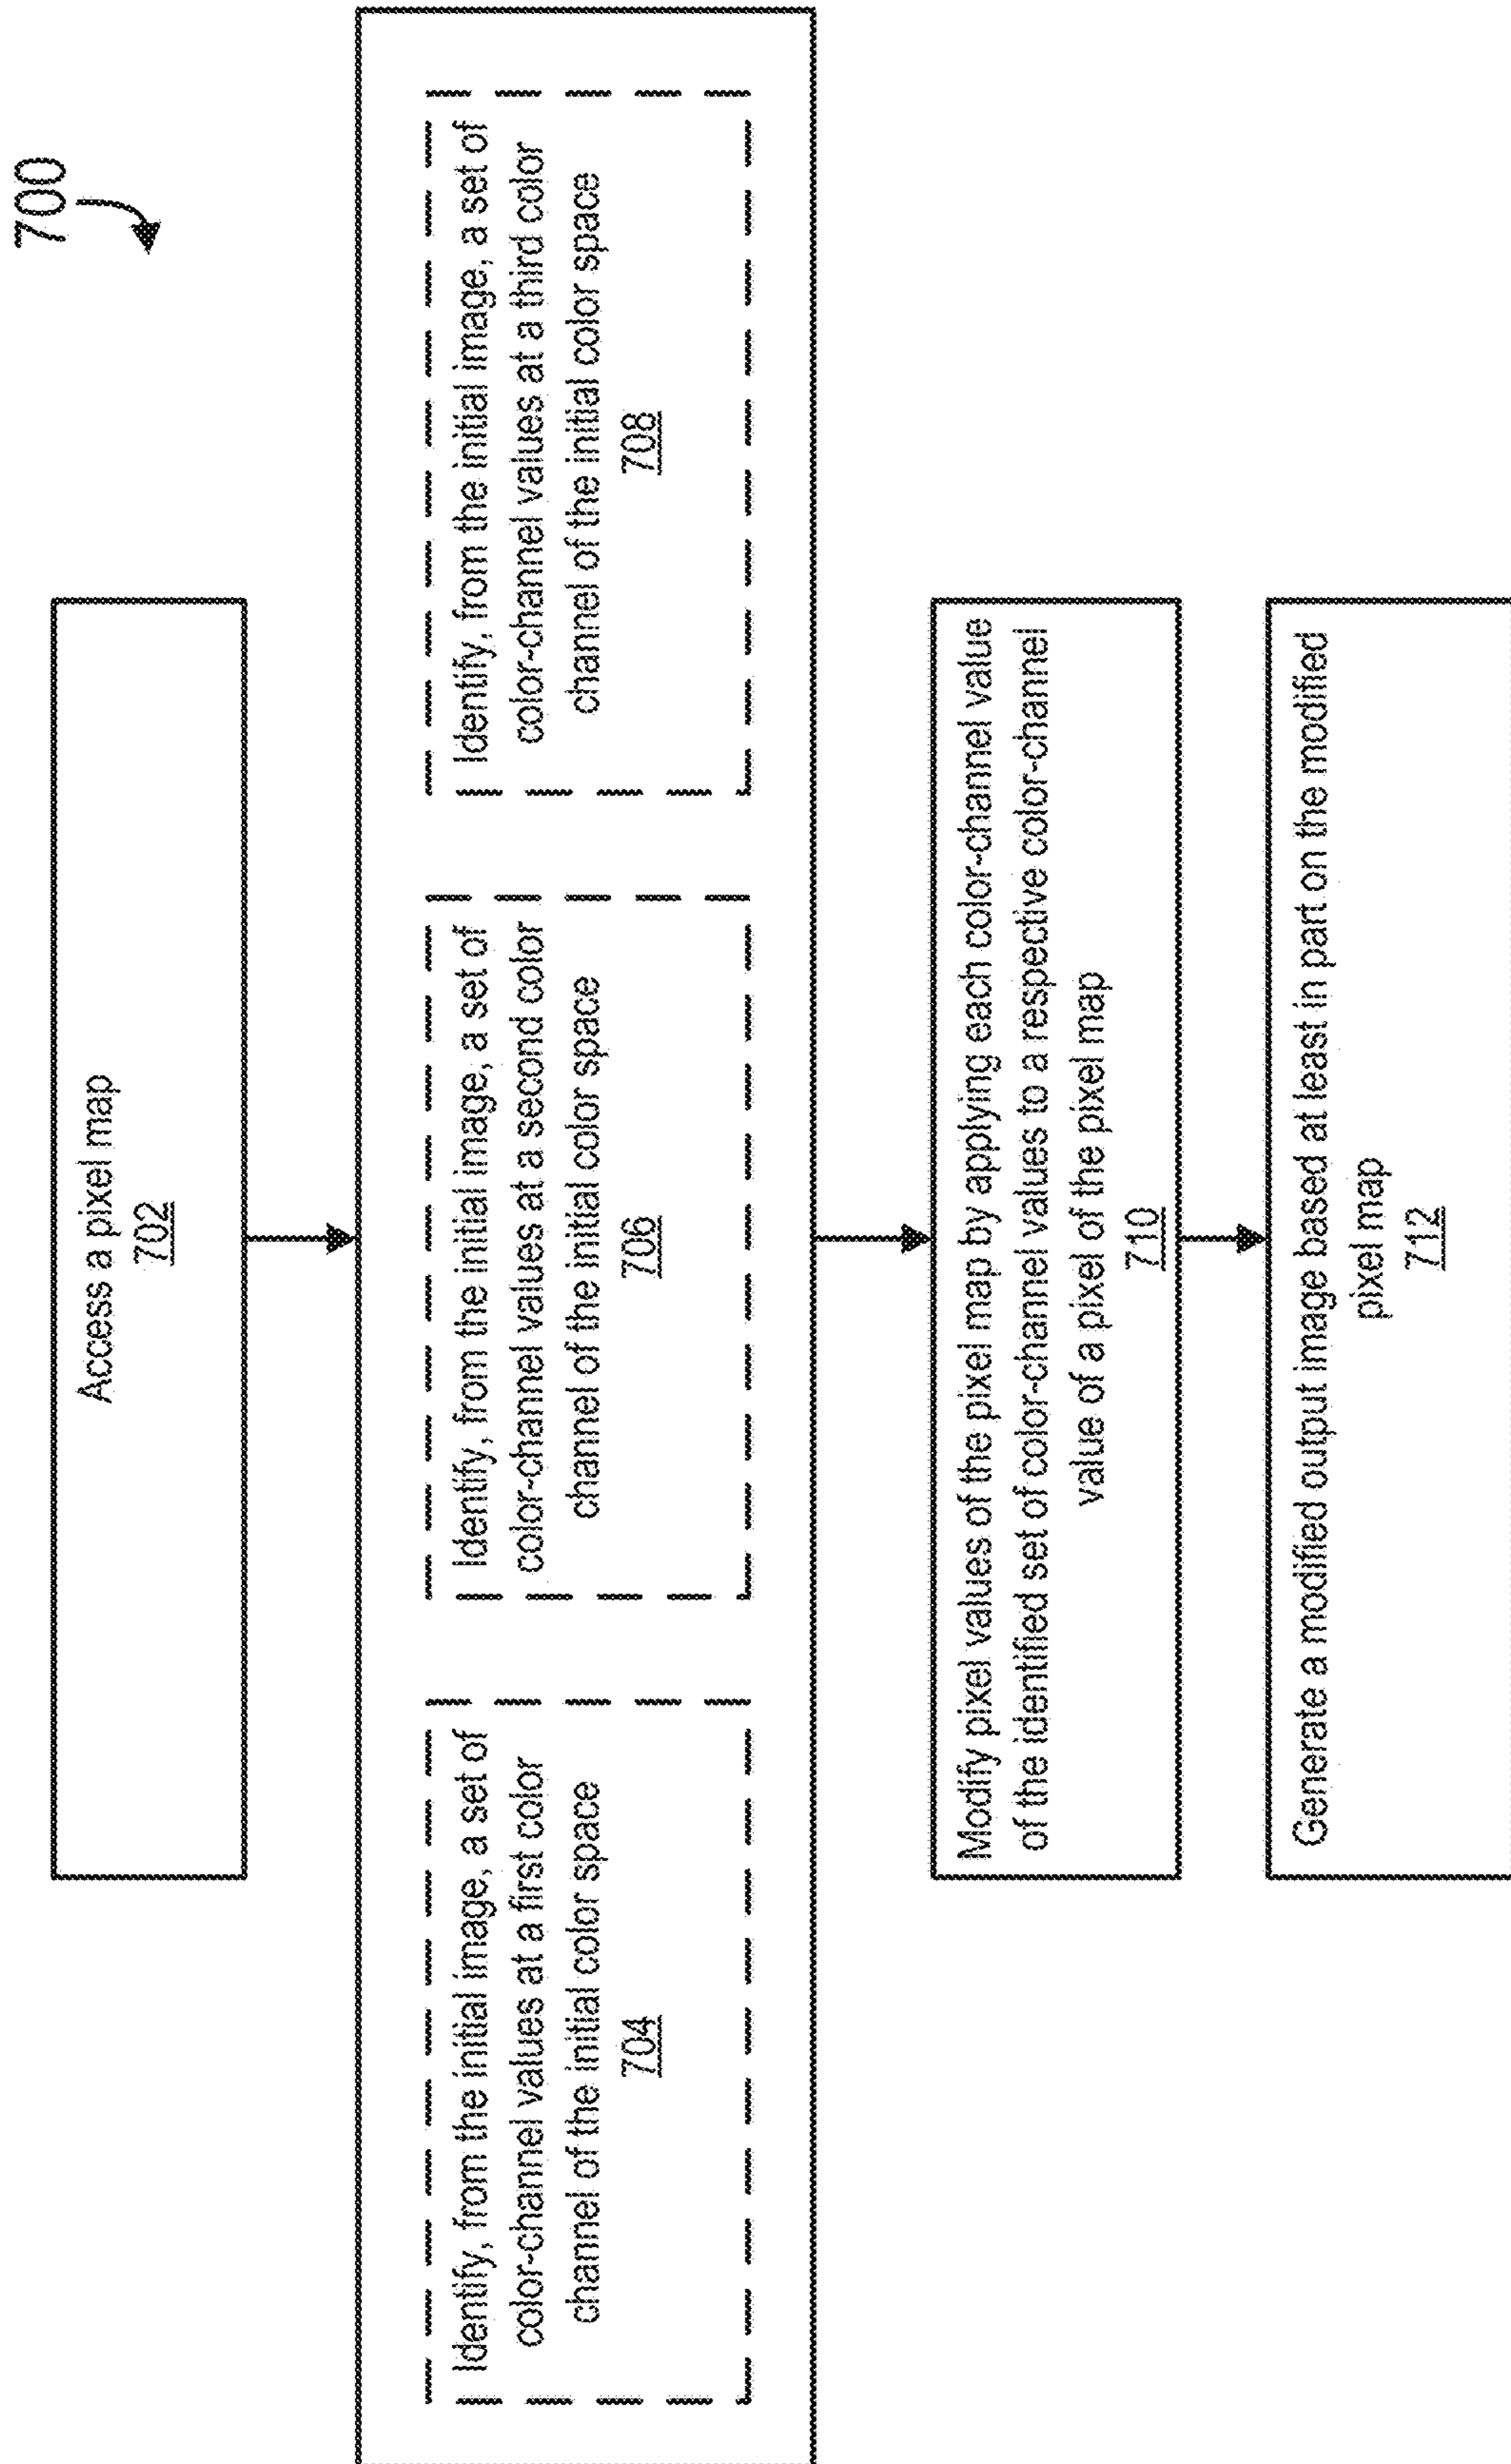 700
Access a pixel map
702
Identify, from the initial image, a set of
color-channel values at a first color
channel of the initial color space
704
Identify, from the initial image, a set of
color-channel values at a second color
channel of the initial color space
706
Identify, from the initial image, a set of
color-channel values at a third color
channel of the initial color space
708
Modify pixel values of the pixel map by applying each color-channel value
of the identified set of color-channel values to a respective color-channel
value of a pixel of the pixel map
710
Generate a modified output image based at least in part on the modified
pixel map
712